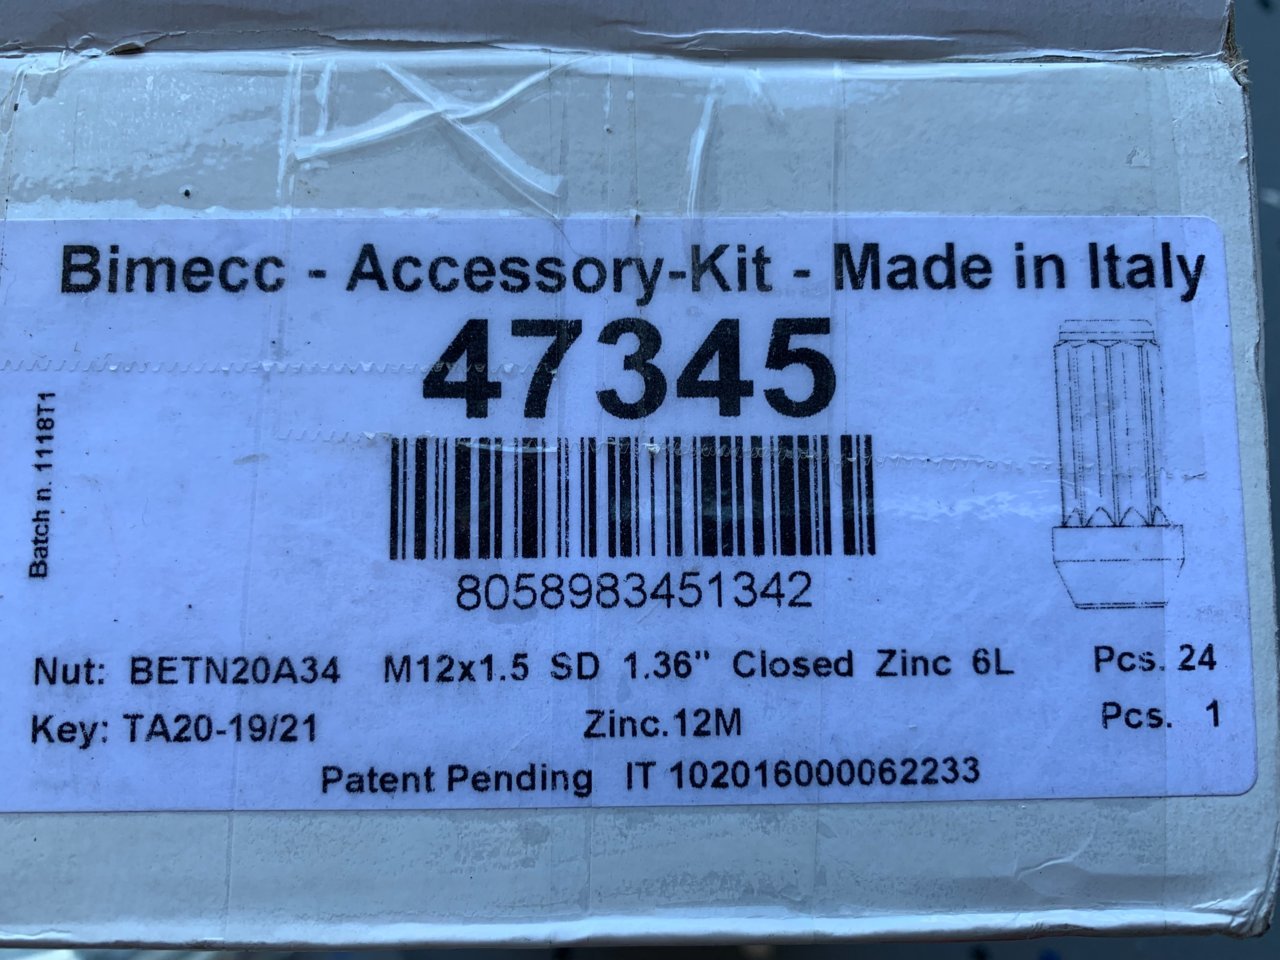 Bimecc - Accessory-Kit - Made in Italy
47345
Batch n. 1118T1
8058983451342
Nut: BETN20A34 M12x1.5 SD 1.36" Closed Zinc 6L Pcs. 24
Key: TA20-19/21 Zinc.12M Pcs. 1
Patent Pending IT 102016000062233